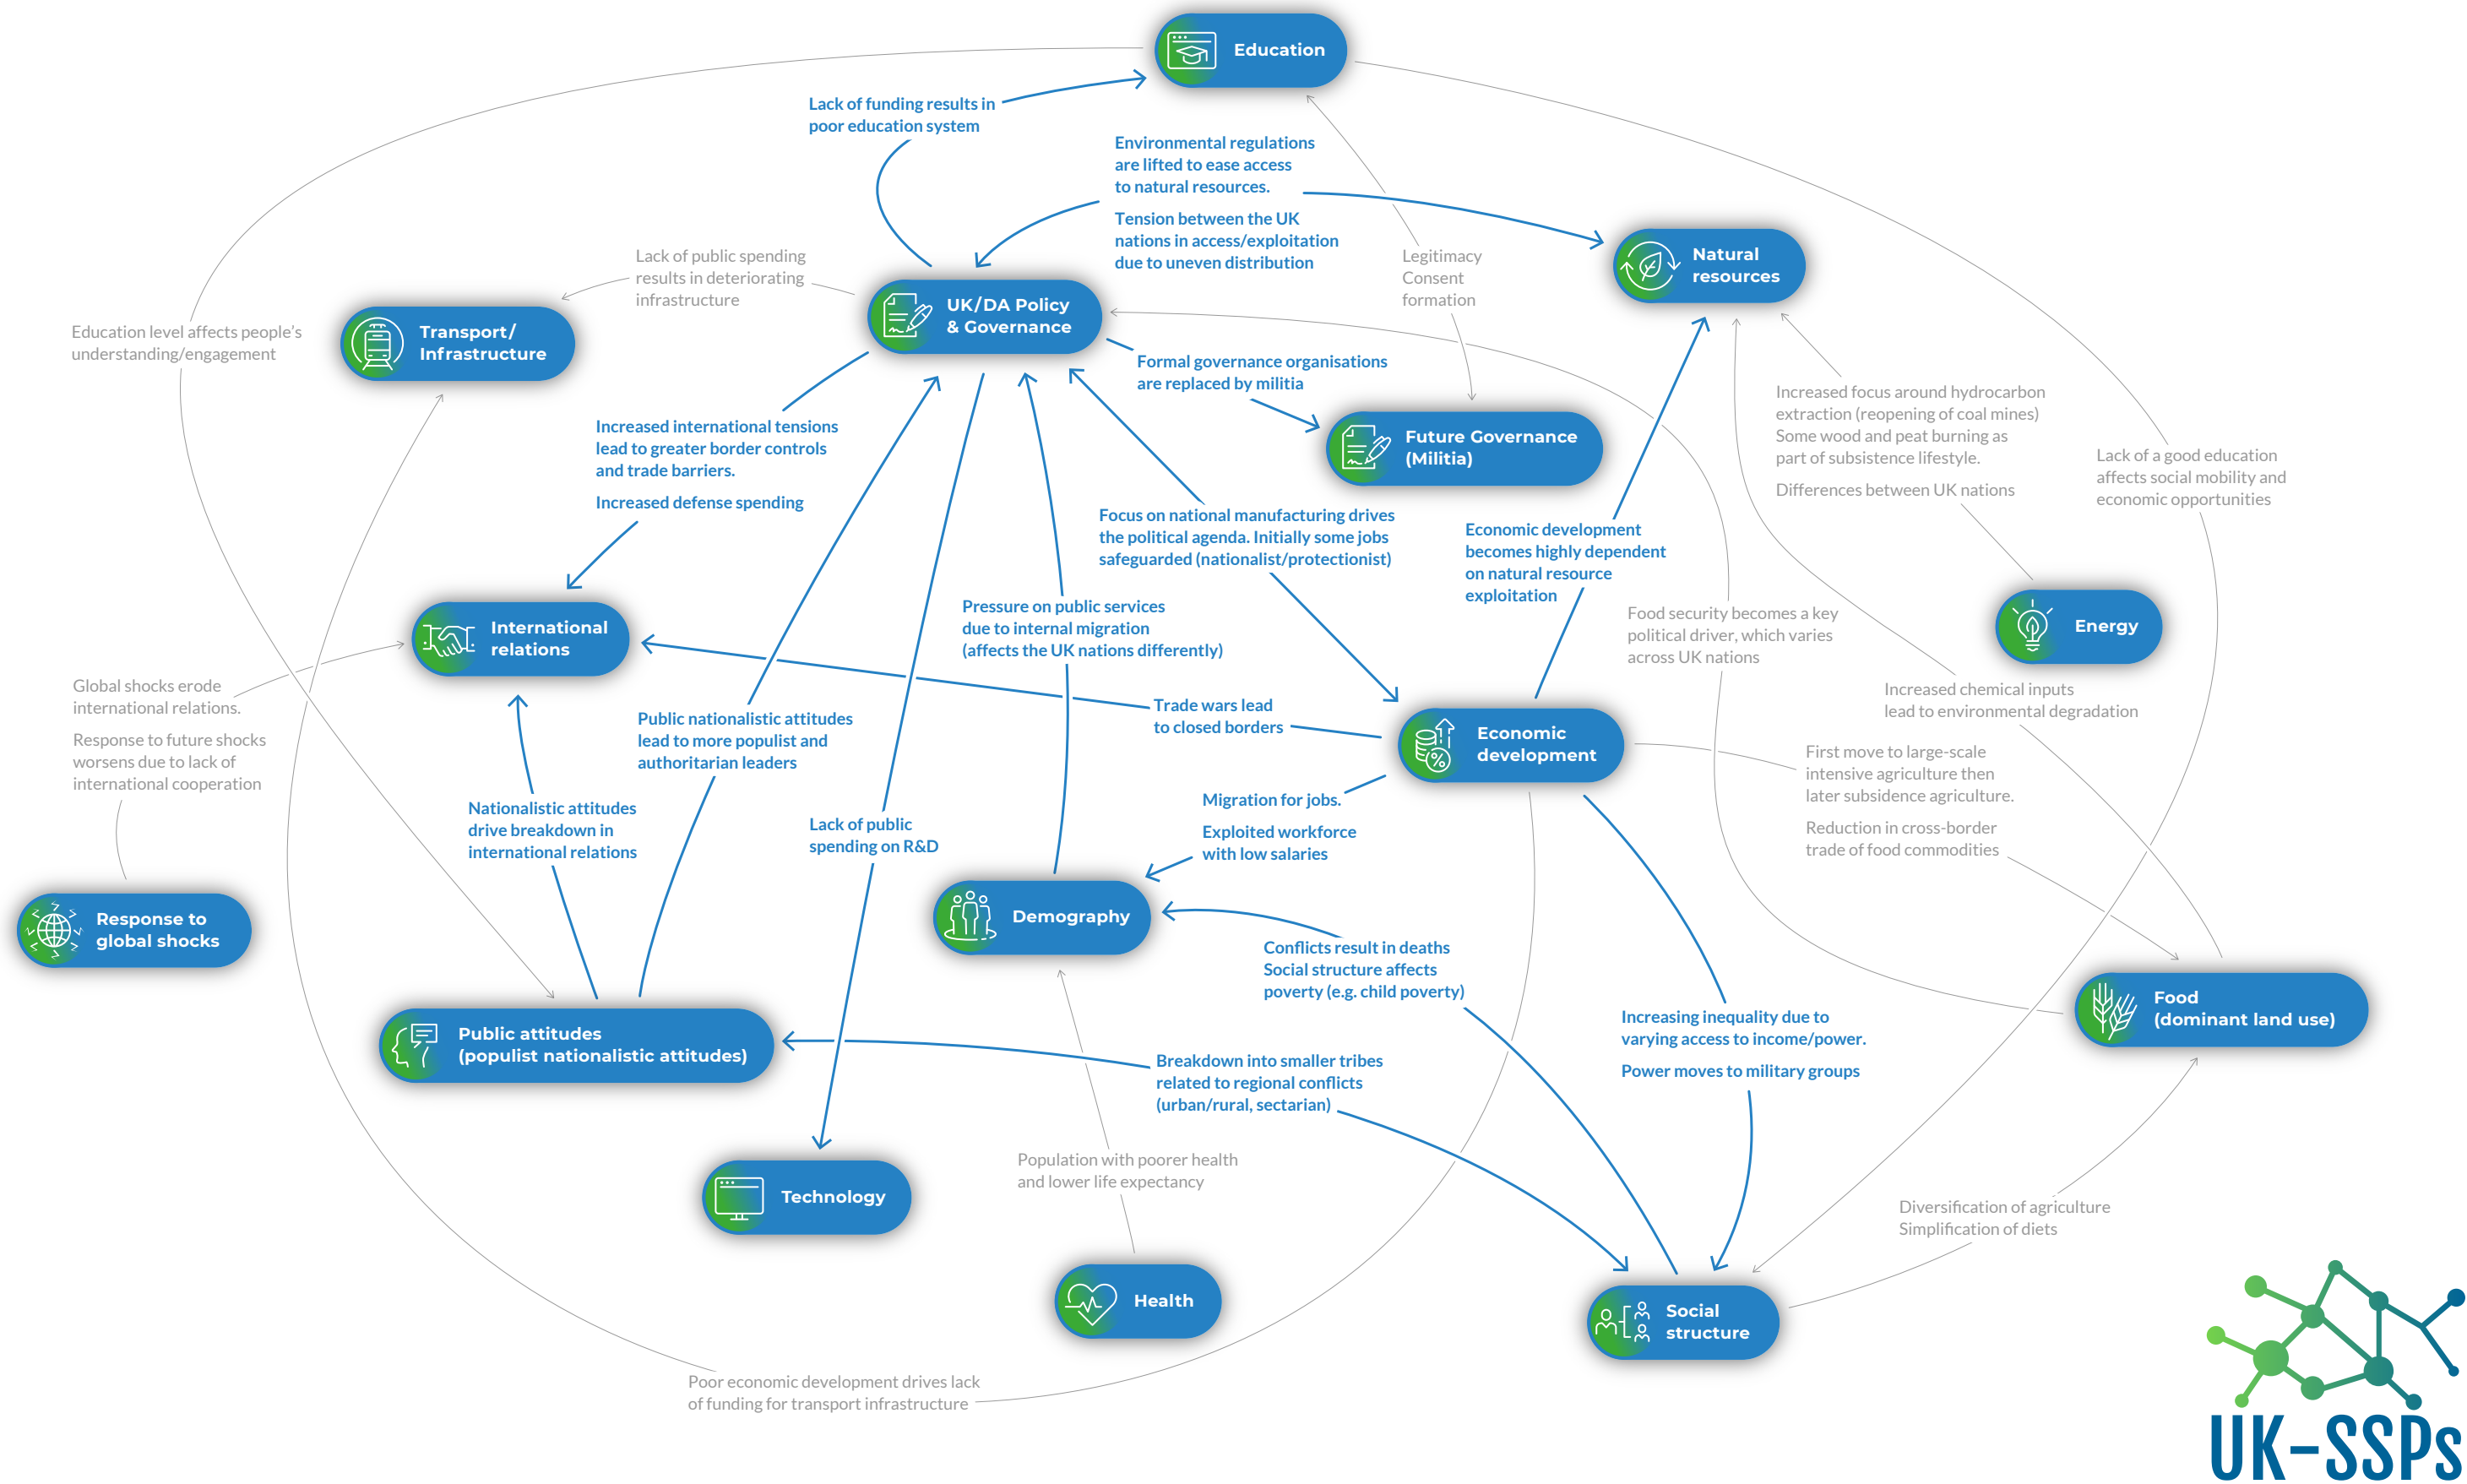 Education
Lack of funding results in
poor education system
Environmental regulations
are lifted to ease access
to natural resources.
Tension between the UK
nations in access/exploitation
due to uneven distribution
Lack of public spending
results in deteriorating
infrastructure
Legitimacy
Consent
formation
Natural
resources
UK/DA Policy
& Governance
Education level affects people's
understanding/engagement
Transport/
Infrastructure
Formal governance organisations
are replaced by militia
Increased focus around hydrocarbon
extraction (reopening of coal mines)
Some wood and peat burning as
part of subsistence lifestyle.
Differences between UK nations
Increased international tensions
lead to greater border controls
and trade barriers.
Increased defense spending
Future Governance
(Militia)
Lack of a good education
affects social mobility and
economic opportunities
Focus on national manufacturing drives
the political agenda. Initially some jobs
safeguarded (nationalist/protectionist)
Economic development
becomes highly dependent
on natural resource
exploitation
International
relations
Pressure on public services
due to internal migration
(affects the UK nations differently)
Food security becomes a key
political driver, which varies
across UK nations
Energy
Global shocks erode
international relations.
Response to future shocks
worsens due to lack of
international cooperation
Public nationalistic attitudes
lead to more populist and
authoritarian leaders
Trade wars lead
to closed borders
Increased chemical inputs
lead to environmental degradation
Economic
development
First move to large-scale
intensive agriculture then
later subsidence agriculture.
Reduction in cross-border
trade of food commodities
Nationalistic attitudes
drive breakdown in
international relations
Lack of public
spending on R&D
Migration for jobs.
Exploited workforce
with low salaries
Response to
global shocks
Demography
Conflicts result in deaths
Social structure affects
poverty (e.g. child poverty)
Food
(dominant land use)
Public attitudes
(populist nationalistic attitudes)
Increasing inequality due to
varying access to income/power.
Power moves to military groups
Breakdown into smaller tribes
related to regional conflicts
(urban/rural, sectarian)
Technology
Population with poorer health
and lower life expectancy
Diversification of agriculture
Simplification of diets
Health
Social
structure
Poor economic development drives lack
of funding for transport infrastructure
UK-SSPs